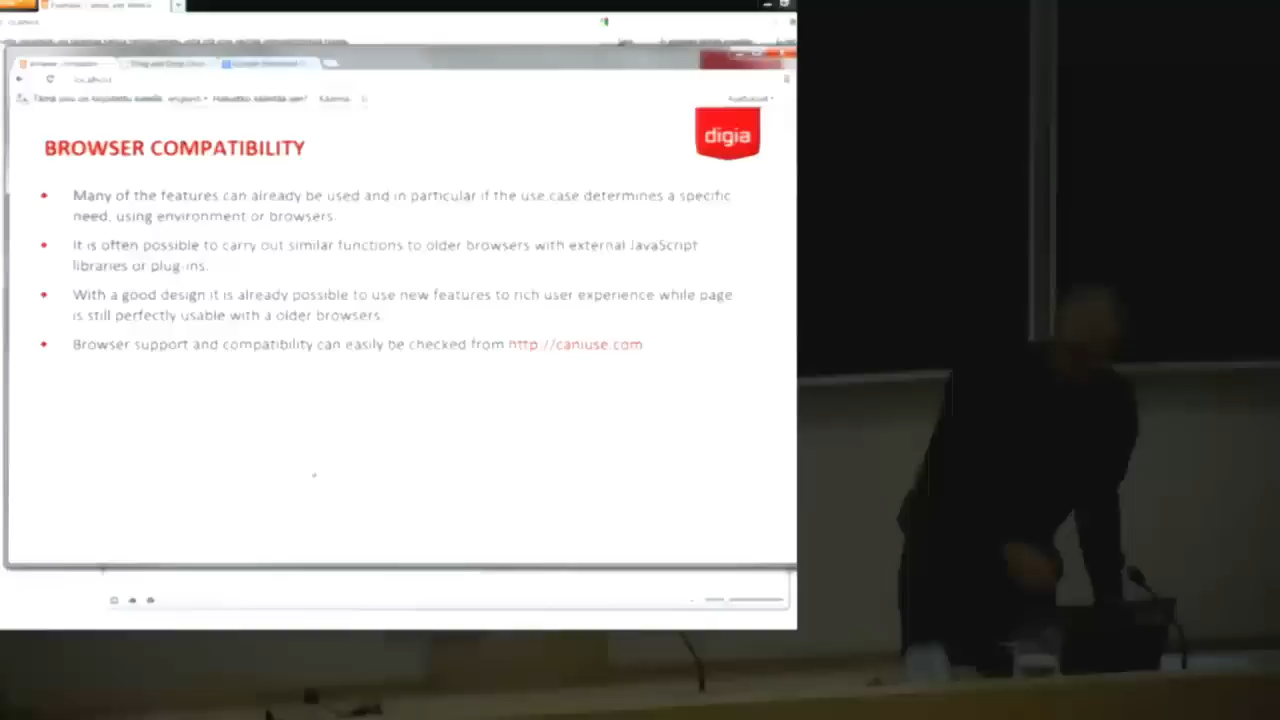 localhost
digia
BROWSER COMPATIBILITY
• Many of the features can already be used and in particular if the use case determines a specific
need, using environment or browsers.
• It is often possible to carry out similar functions to older browsers with external JavaScript
libraries or plug-ins.
• With a good design it is already possible to use new features to rich user experience while page
is still perfectly usable with a older browsers.
• Browser support and compatibility can easily be checked from http://caniuse.com